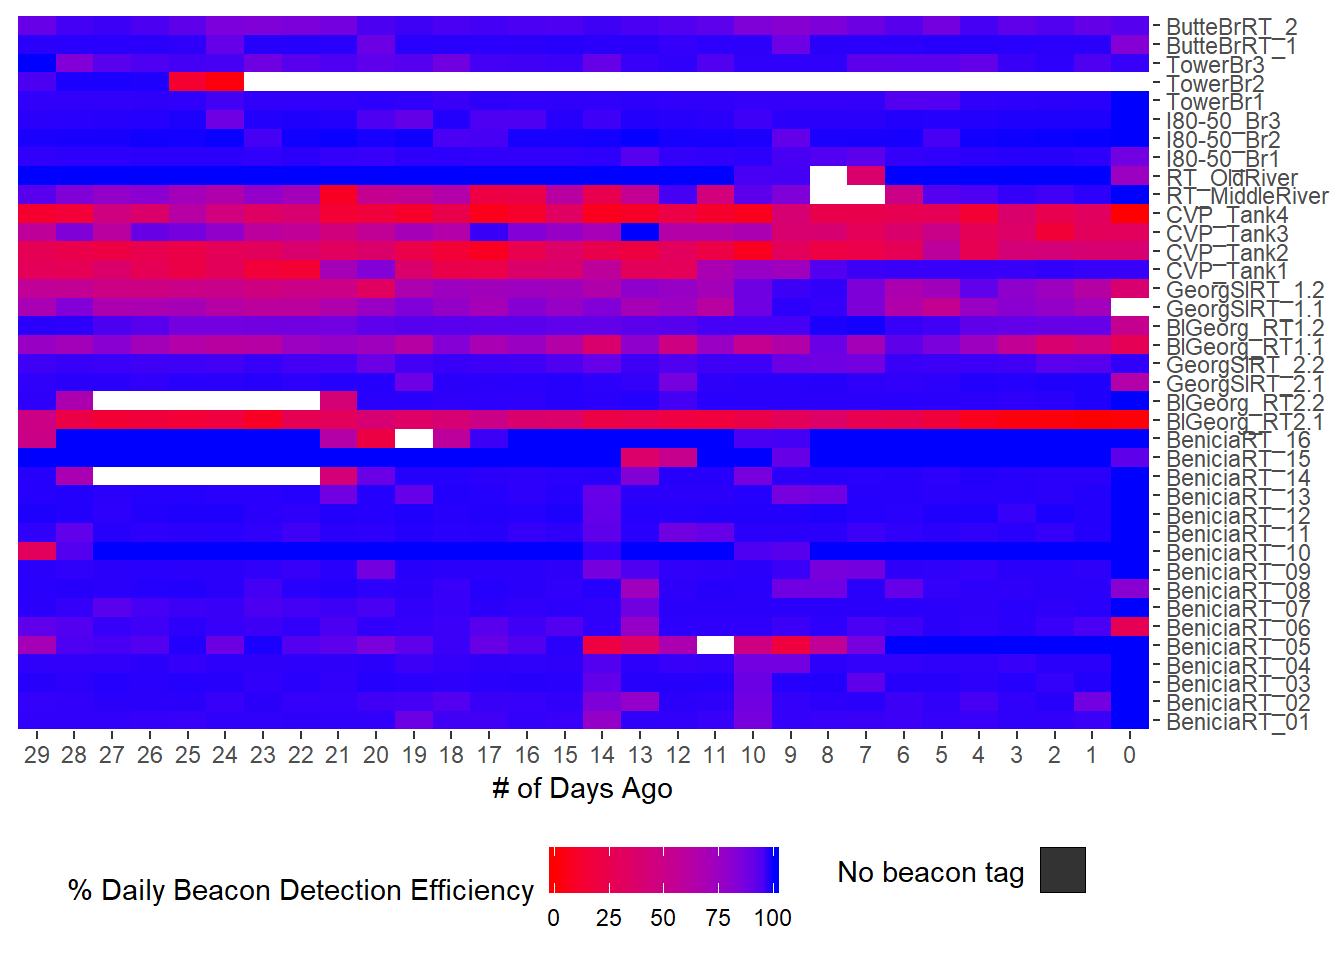 ButteBrRT_2
ButteBrRT_1
TowerBr3
TowerBr2
TowerBr1
I80-50_Br3
I80-50_Br2
I80-50_Br1
RT_OldRiver
RT_MiddleRiver
CVP_Tank4
CVP_Tank3
CVP_Tank2
CVP_Tank1
GeorgSlRT_1.2
GeorgSlRT_1.1
BlGeorg_RT1.2
BlGeorg_RT1.1
GeorgSlRT_2.2
GeorgSlRT_2.1
BlGeorg_RT2.2
BlGeorg_RT2.1
BeniciaRT_16
BeniciaRT_15
BeniciaRT_14
BeniciaRT_13
BeniciaRT_12
BeniciaRT_11
BeniciaRT_10
BeniciaRT_09
BeniciaRT_08
BeniciaRT_07
BeniciaRT_06
BeniciaRT_05
BeniciaRT_04
BeniciaRT_03
BeniciaRT_02
BeniciaRT_01
29 28 27 26 25 24 23 22 21 20 19 18 17 16 15 14 13 12 11 10 9 8 7 6 5 4 3 2 1 0
# of Days Ago
% Daily Beacon Detection Efficiency
0 25 50 75 100
No beacon tag